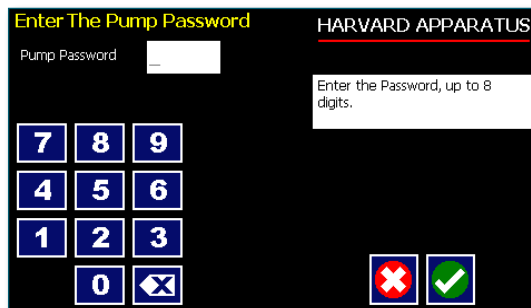 Enter The Pump Password
HARVARD APPARATUS
Pump Password
_
Enter the Password, up to 8
digits.
7 8 9
4 5 6
1 2 3
0